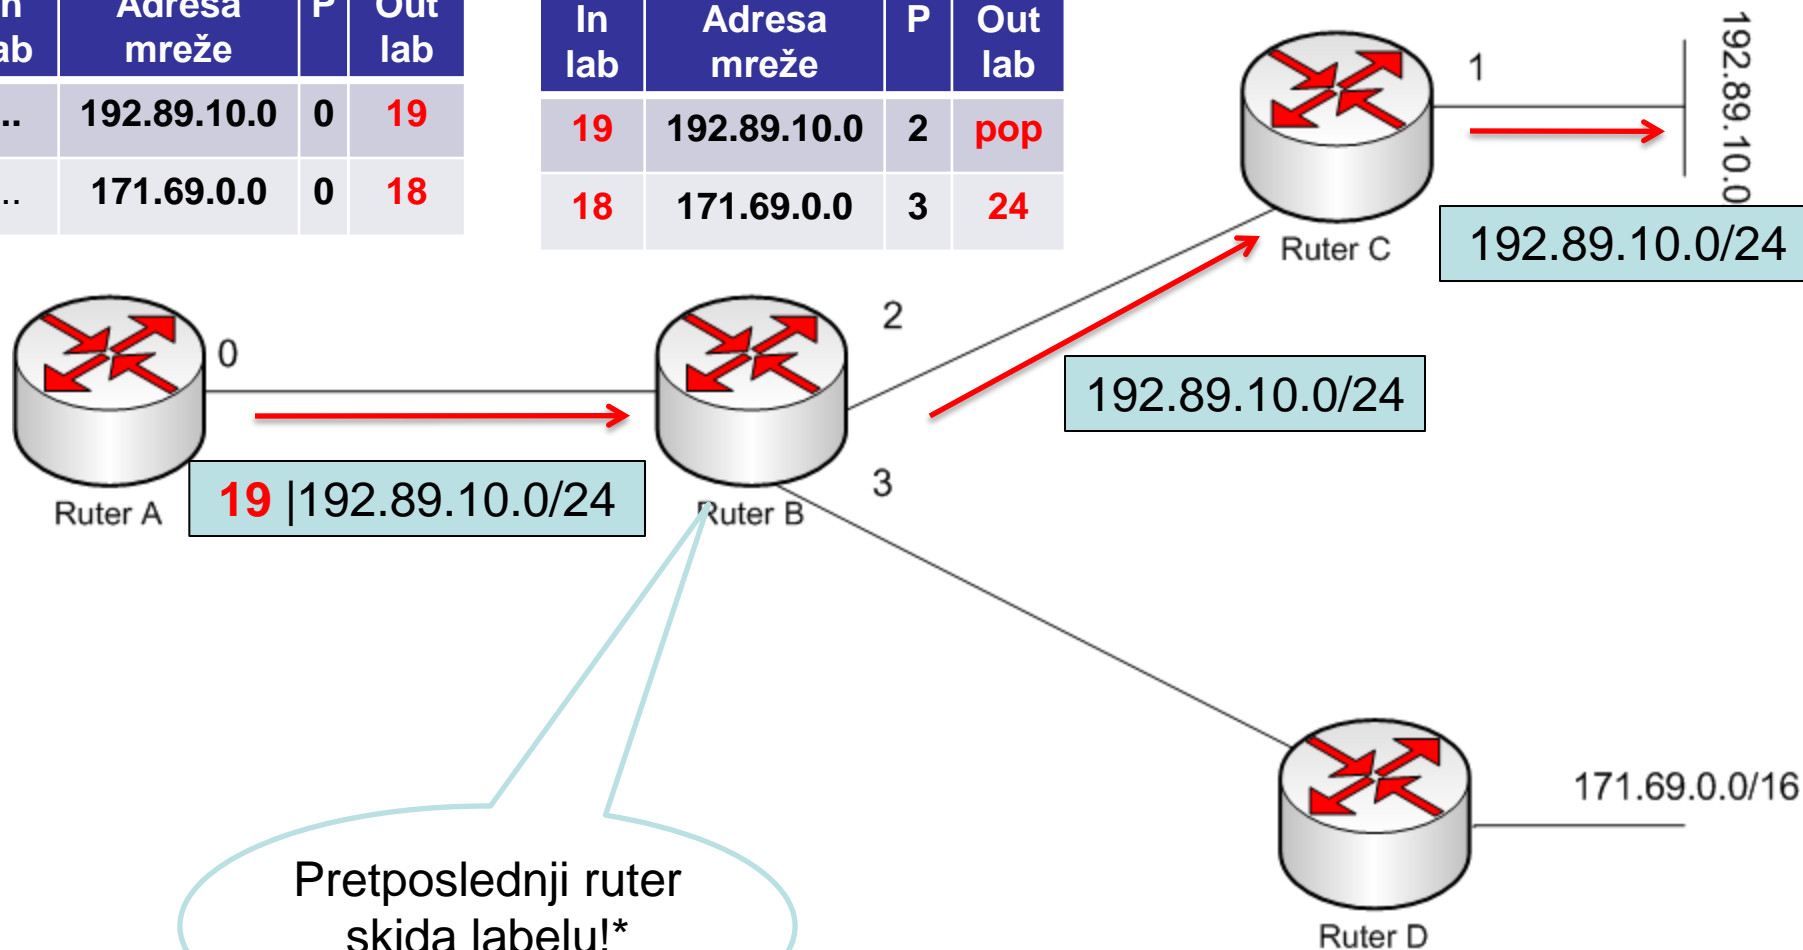 In Adresa P Out
lab mreže lab
.. 192.89.10.0 0 19
.. 171.69.0.0 0 18
In Adresa P Out
lab mreže lab
19 192.89.10.0 2 pop
18 171.69.0.0 3 24
1
192.89.10.0
Ruter C
192.89.10.0/24
2
0
192.89.10.0/24
3
Ruter A
19 |192.89.10.0/24
Ruter B
171.69.0.0/16
Pretposlednji ruter
skida labelu!*
Ruter D